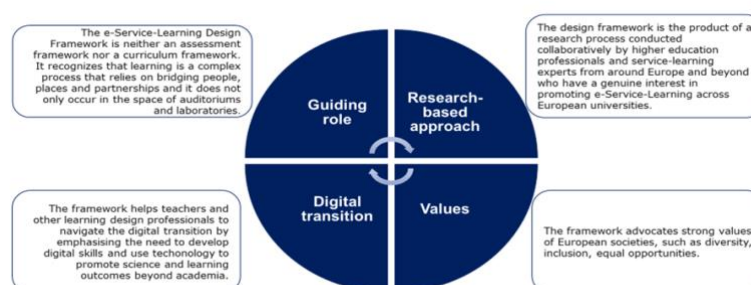 The e-Service-Learning Design
Framework is neither an assessment
framework nor a curriculum framework.
It recognizes that learning is a complex
process that relies on bridging people,
places and partnerships and it does not
only occur in the space of auditoriums
and laboratories.
Guiding
role
Research-
based
approach
The design framework is the product of a
research process conducted
collaboratively by higher education
professionals and service-learning
experts from around Europe and beyond
who have a genuine interest in
promoting e-Service-Learning across
European universities.
The framework helps teachers and
other learning design professionals to
navigate the digital transition by
emphasising the need to develop
digital skills and use techonology to
promote science and learning
outcomes beyond academia.
Digital
transition
Values
The framework advocates strong values
of European societies, such as diversity,
inclusion, equal opportunities.